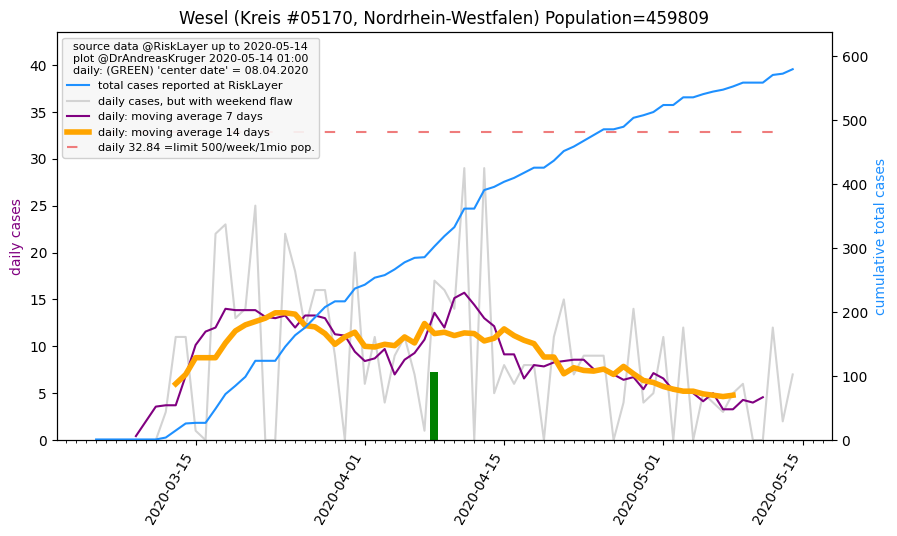 Wesel (Kreis #05170, Nordrhein-Westfalen) Population=459809
source data @RiskLayer up to 2020-05-14
plot @DrAndreasKruger 2020-05-14 01:00
daily: (GREEN) 'center date' = 08.04.2020
total cases reported at RiskLayer
daily cases, but with weekend flaw
daily: moving average 7 days
daily: moving average 14 days
daily 32.84 =limit 500/week/1mio pop.
daily cases
40
35
30
25
20
15
10
5
0
cumulative total cases
600
500
400
300
200
100
0
2020-03-15
2020-04-01
2020-04-15
2020-05-01
2020-05-15